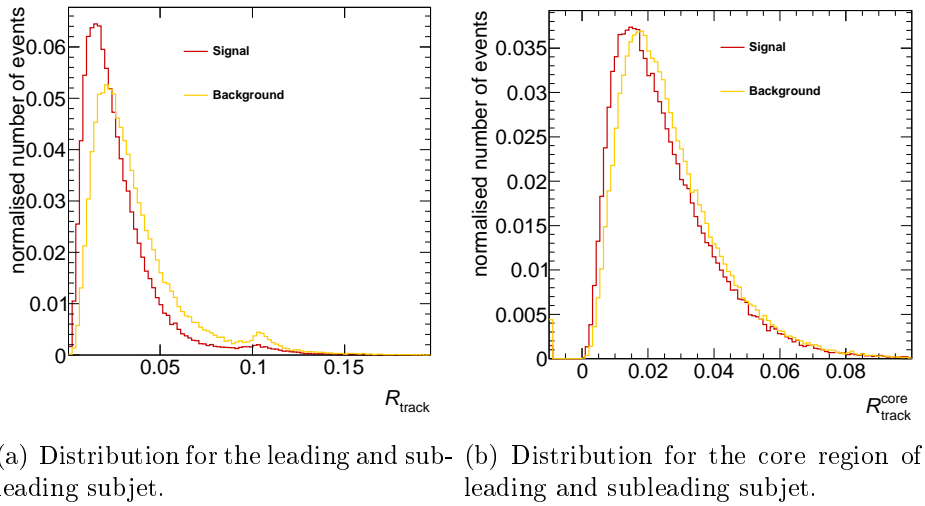 normalised number of events
0.06
0.05
0.04
0.03
0.02
0.01
0
0.05
0.1
0.15
Signal
Background
R_track
(a) Distribution for the leading and sub-
leading subjet.
normalised number of events
0.035
0.03
0.025
0.02
0.015
0.01
0.005
0
0
0.02
0.04
0.06
0.08
Signal
Background
R_track^core
(b) Distribution for the core region of
leading and subleading subjet.